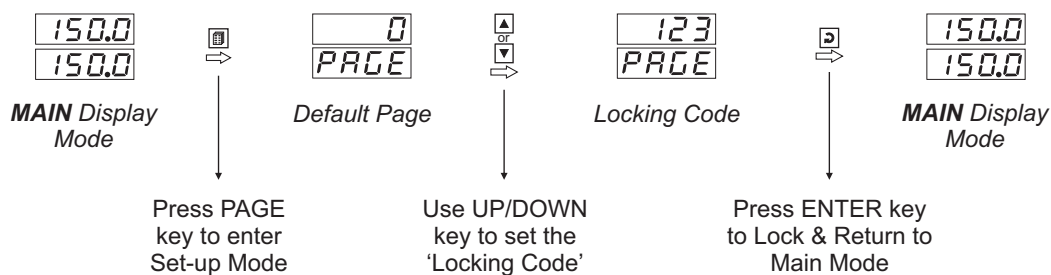 150.0
150.0
MAIN Display
Mode
0
PAGE
Default Page
or
123
PAGE
Locking Code
150.0
150.0
MAIN Display
Mode
Press PAGE
key to enter
Set-up Mode
Use UP/DOWN
key to set the
‘Locking Code’
Press ENTER key
to Lock & Return to
Main Mode